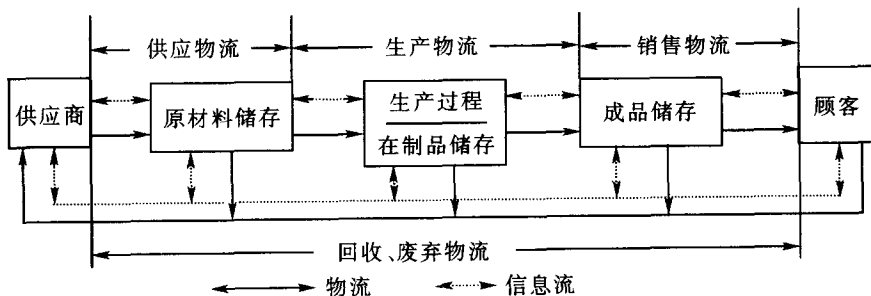 供应物流
生产物流
销售物流
供应商
原材料储存
生产过程
在制品储存
成品储存
顾客
回收、废弃物流
物流
信息流